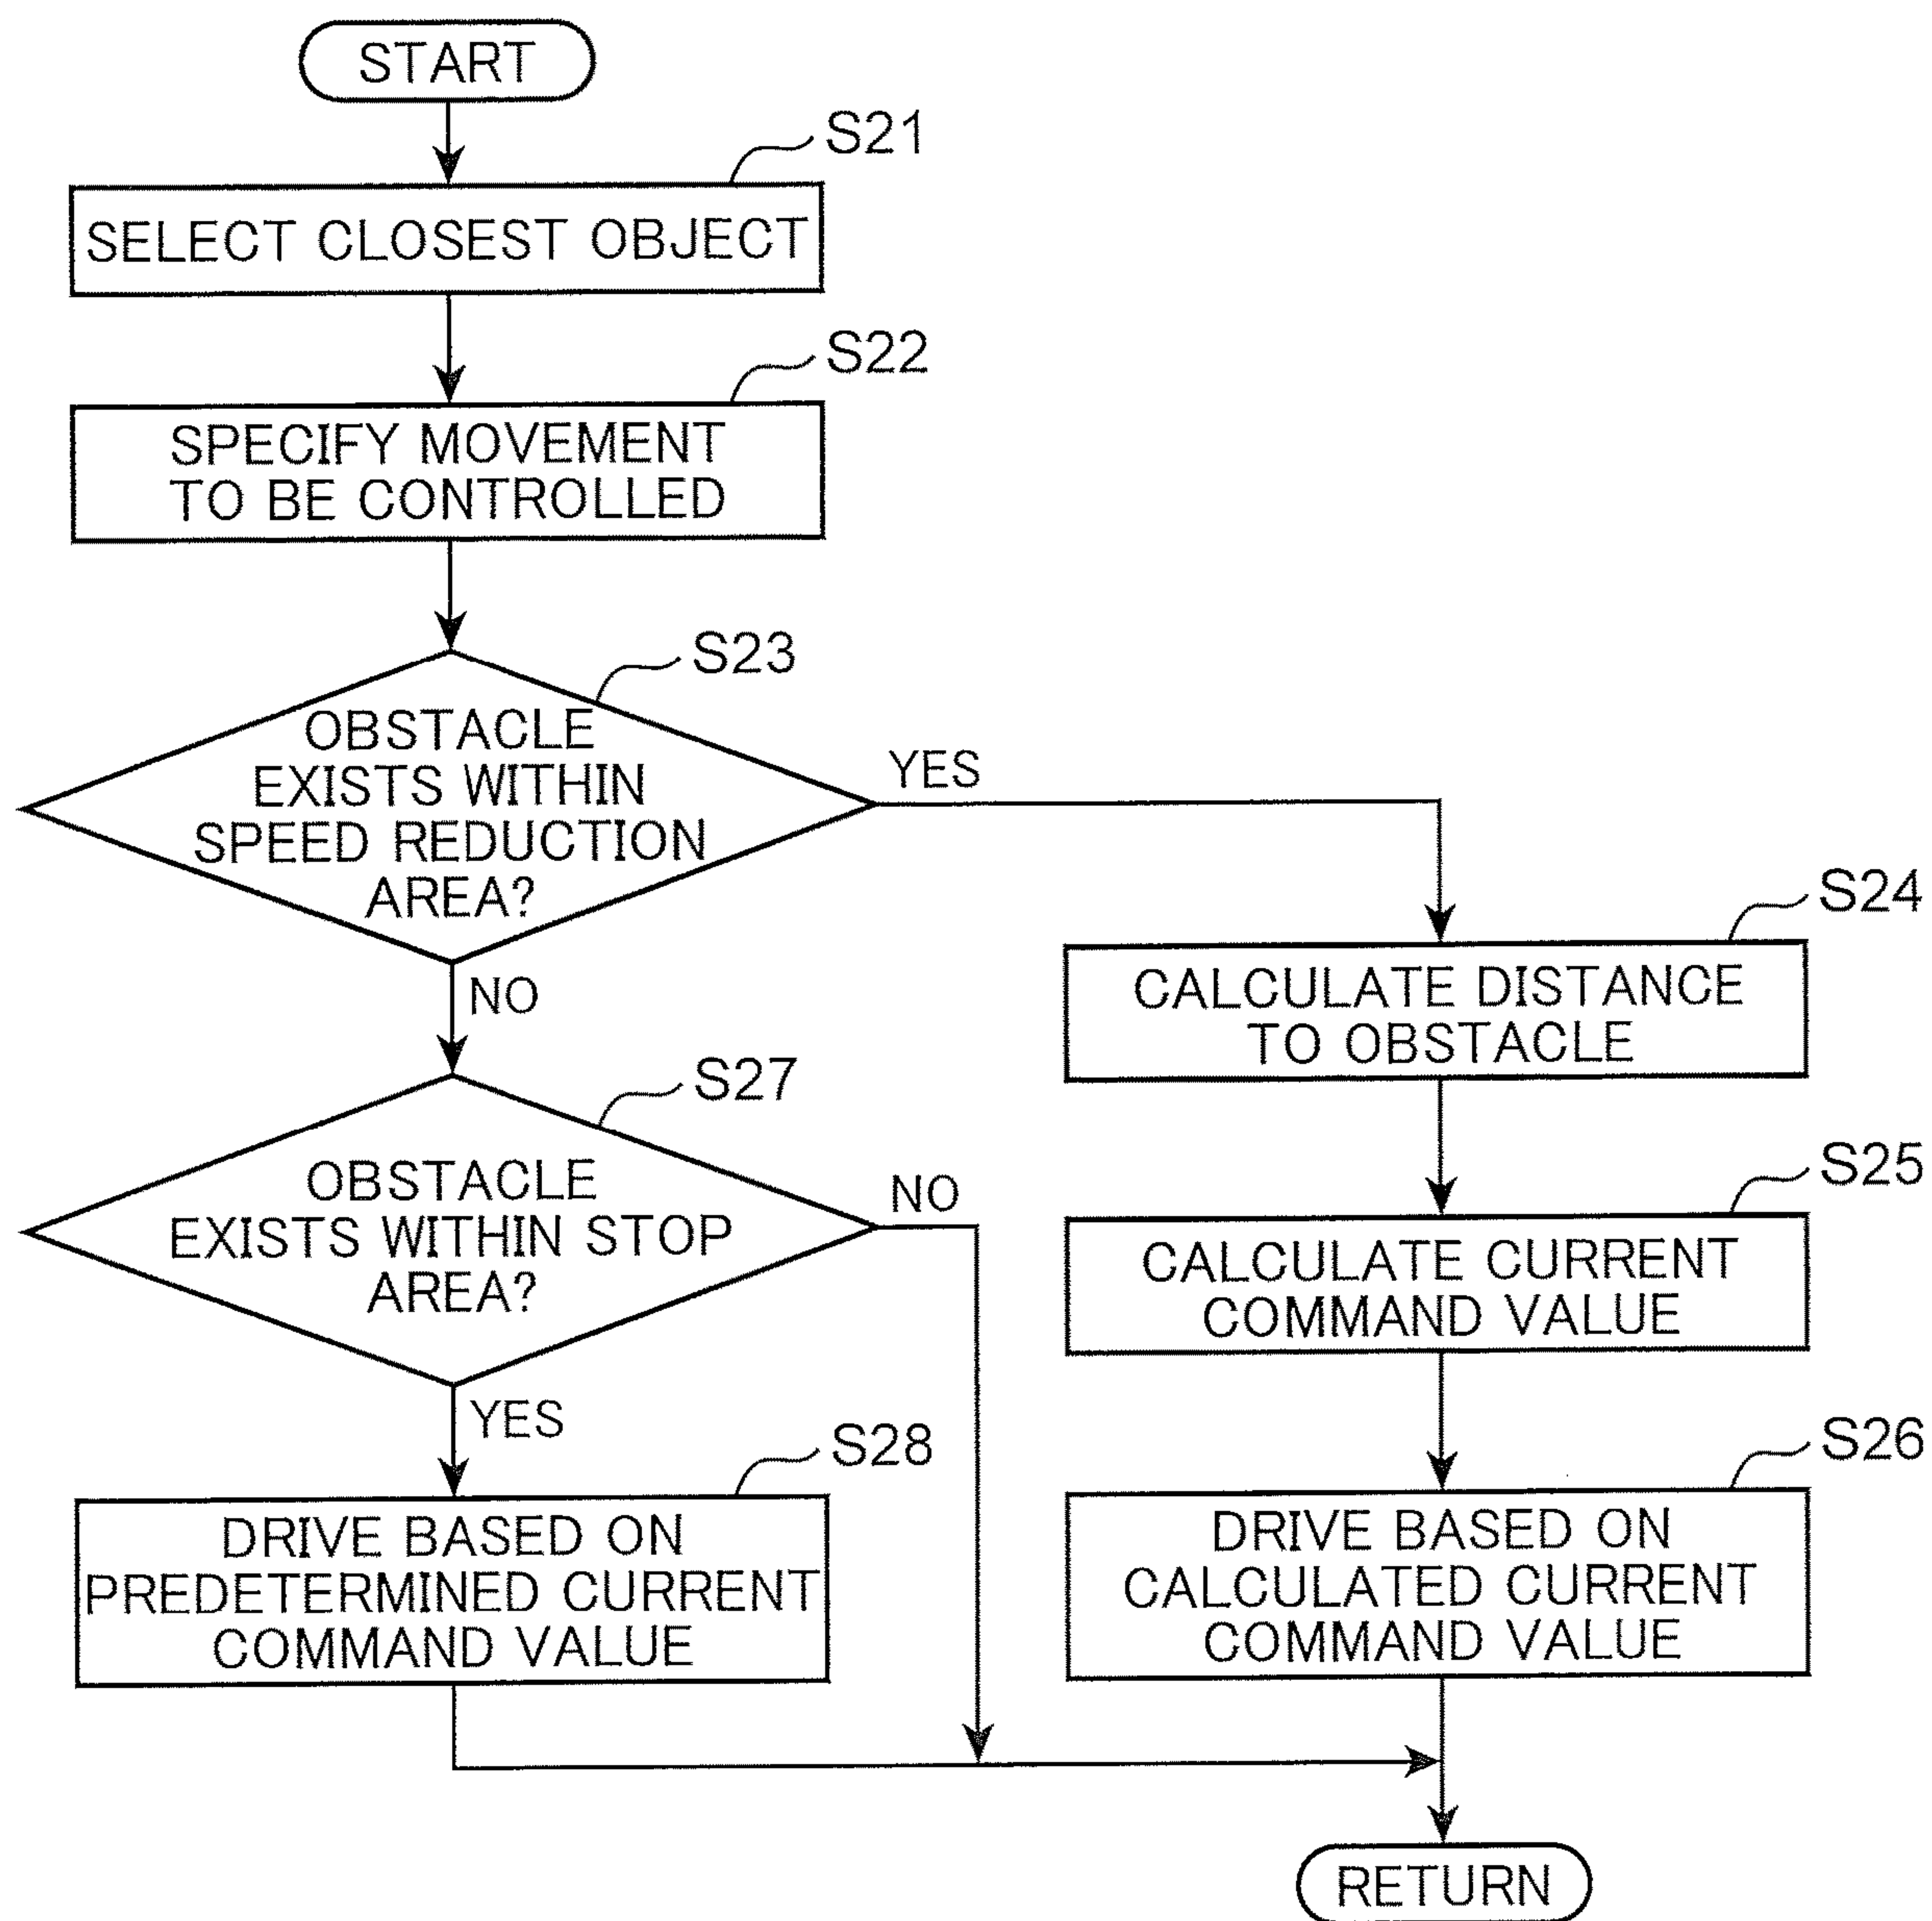 START
S21
SELECT CLOSEST OBJECT
S22
SPECIFY MOVEMENT
TO BE CONTROLLED
S23
OBSTACLE
EXISTS WITHIN
SPEED REDUCTION
AREA?
YES
NO
S24
CALCULATE DISTANCE
TO OBSTACLE
S25
CALCULATE CURRENT
COMMAND VALUE
S26
DRIVE BASED ON
CALCULATED CURRENT
COMMAND VALUE
S27
OBSTACLE
EXISTS WITHIN STOP
AREA?
NO
YES
S28
DRIVE BASED ON
PREDETERMINED CURRENT
COMMAND VALUE
RETURN